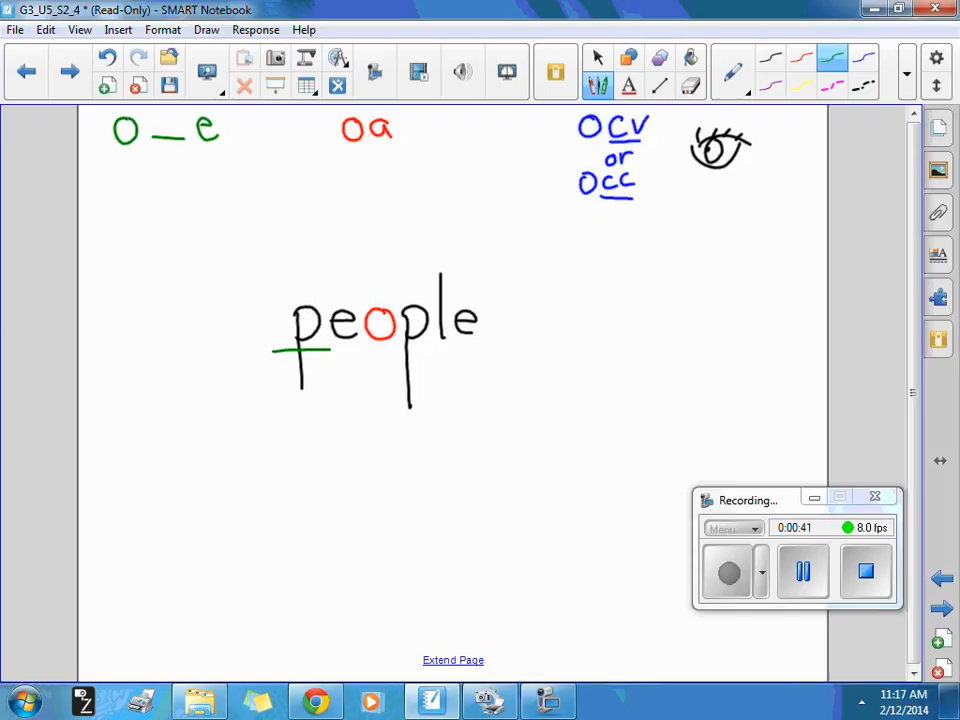 G3_U5_S2_4 * (Read-Only) - SMART Notebook
File Edit View Insert Format Draw Response Help
o _ e oa ocv
or
occ
people
Recording...
Menu 0:00:41 8.0 fps
Extend Page
11:17 AM
2/12/2014